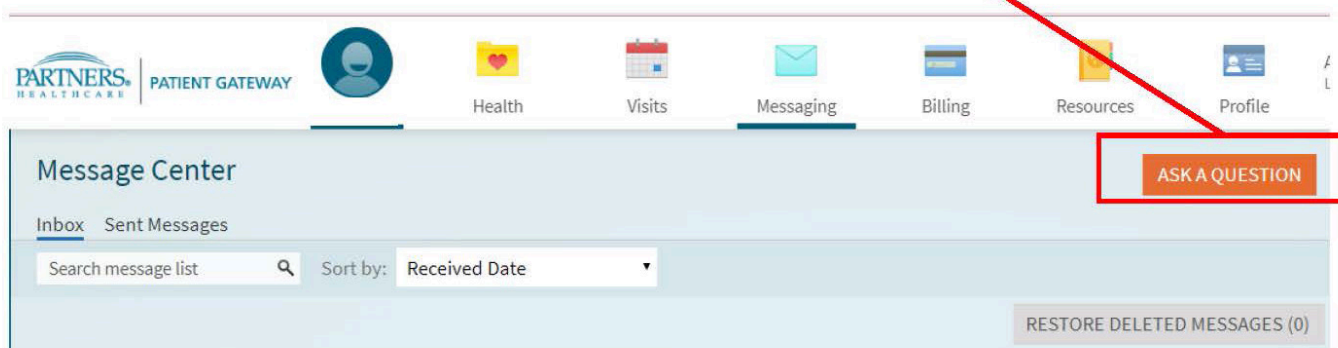 PARTNERS. HEALTHCARE PATIENT GATEWAY
Health Visits Messaging Billing Resources Profile
Message Center
ASK A QUESTION
Inbox Sent Messages
Search message list Sort by: Received Date
RESTORE DELETED MESSAGES (0)